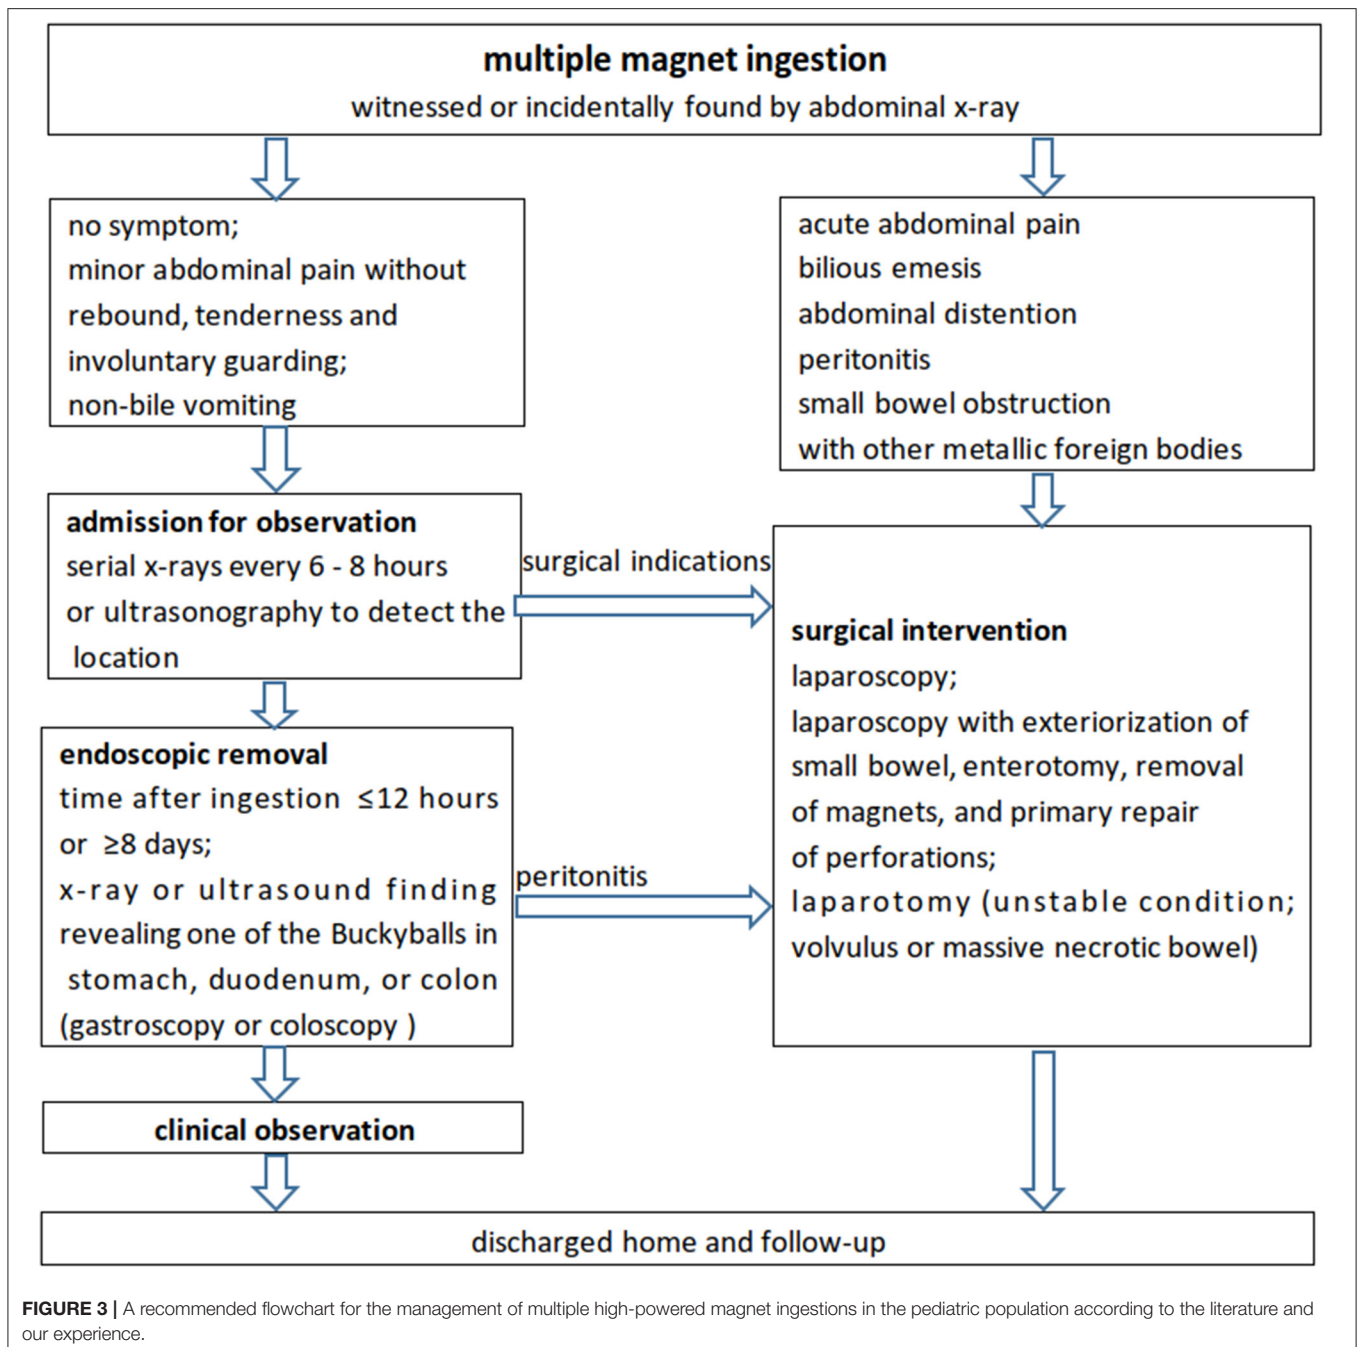 multiple magnet ingestion
witnessed or incidentally found by abdominal x-ray
no symptom;
minor abdominal pain without
rebound, tenderness and
involuntary guarding;
non-bile vomiting
acute abdominal pain
bilious emesis
abdominal distention
peritonitis
small bowel obstruction
with other metallic foreign bodies
admission for observation
serial x-rays every 6 - 8 hours
or ultrasonography to detect the
location
surgical indications
endoscopic removal
time after ingestion ≤12 hours
or ≥8 days;
x-ray or ultrasound finding
revealing one of the Buckyballs in
stomach, duodenum, or colon
(gastroscopy or coloscopy )
peritonitis
surgical intervention
laparoscopy;
laparoscopy with exteriorization of
small bowel, enterotomy, removal
of magnets, and primary repair
of perforations;
laparotomy (unstable condition;
volvulus or massive necrotic bowel)
clinical observation
discharged home and follow-up
FIGURE 3 | A recommended flowchart for the management of multiple high-powered magnet ingestions in the pediatric population according to the literature and
our experience.